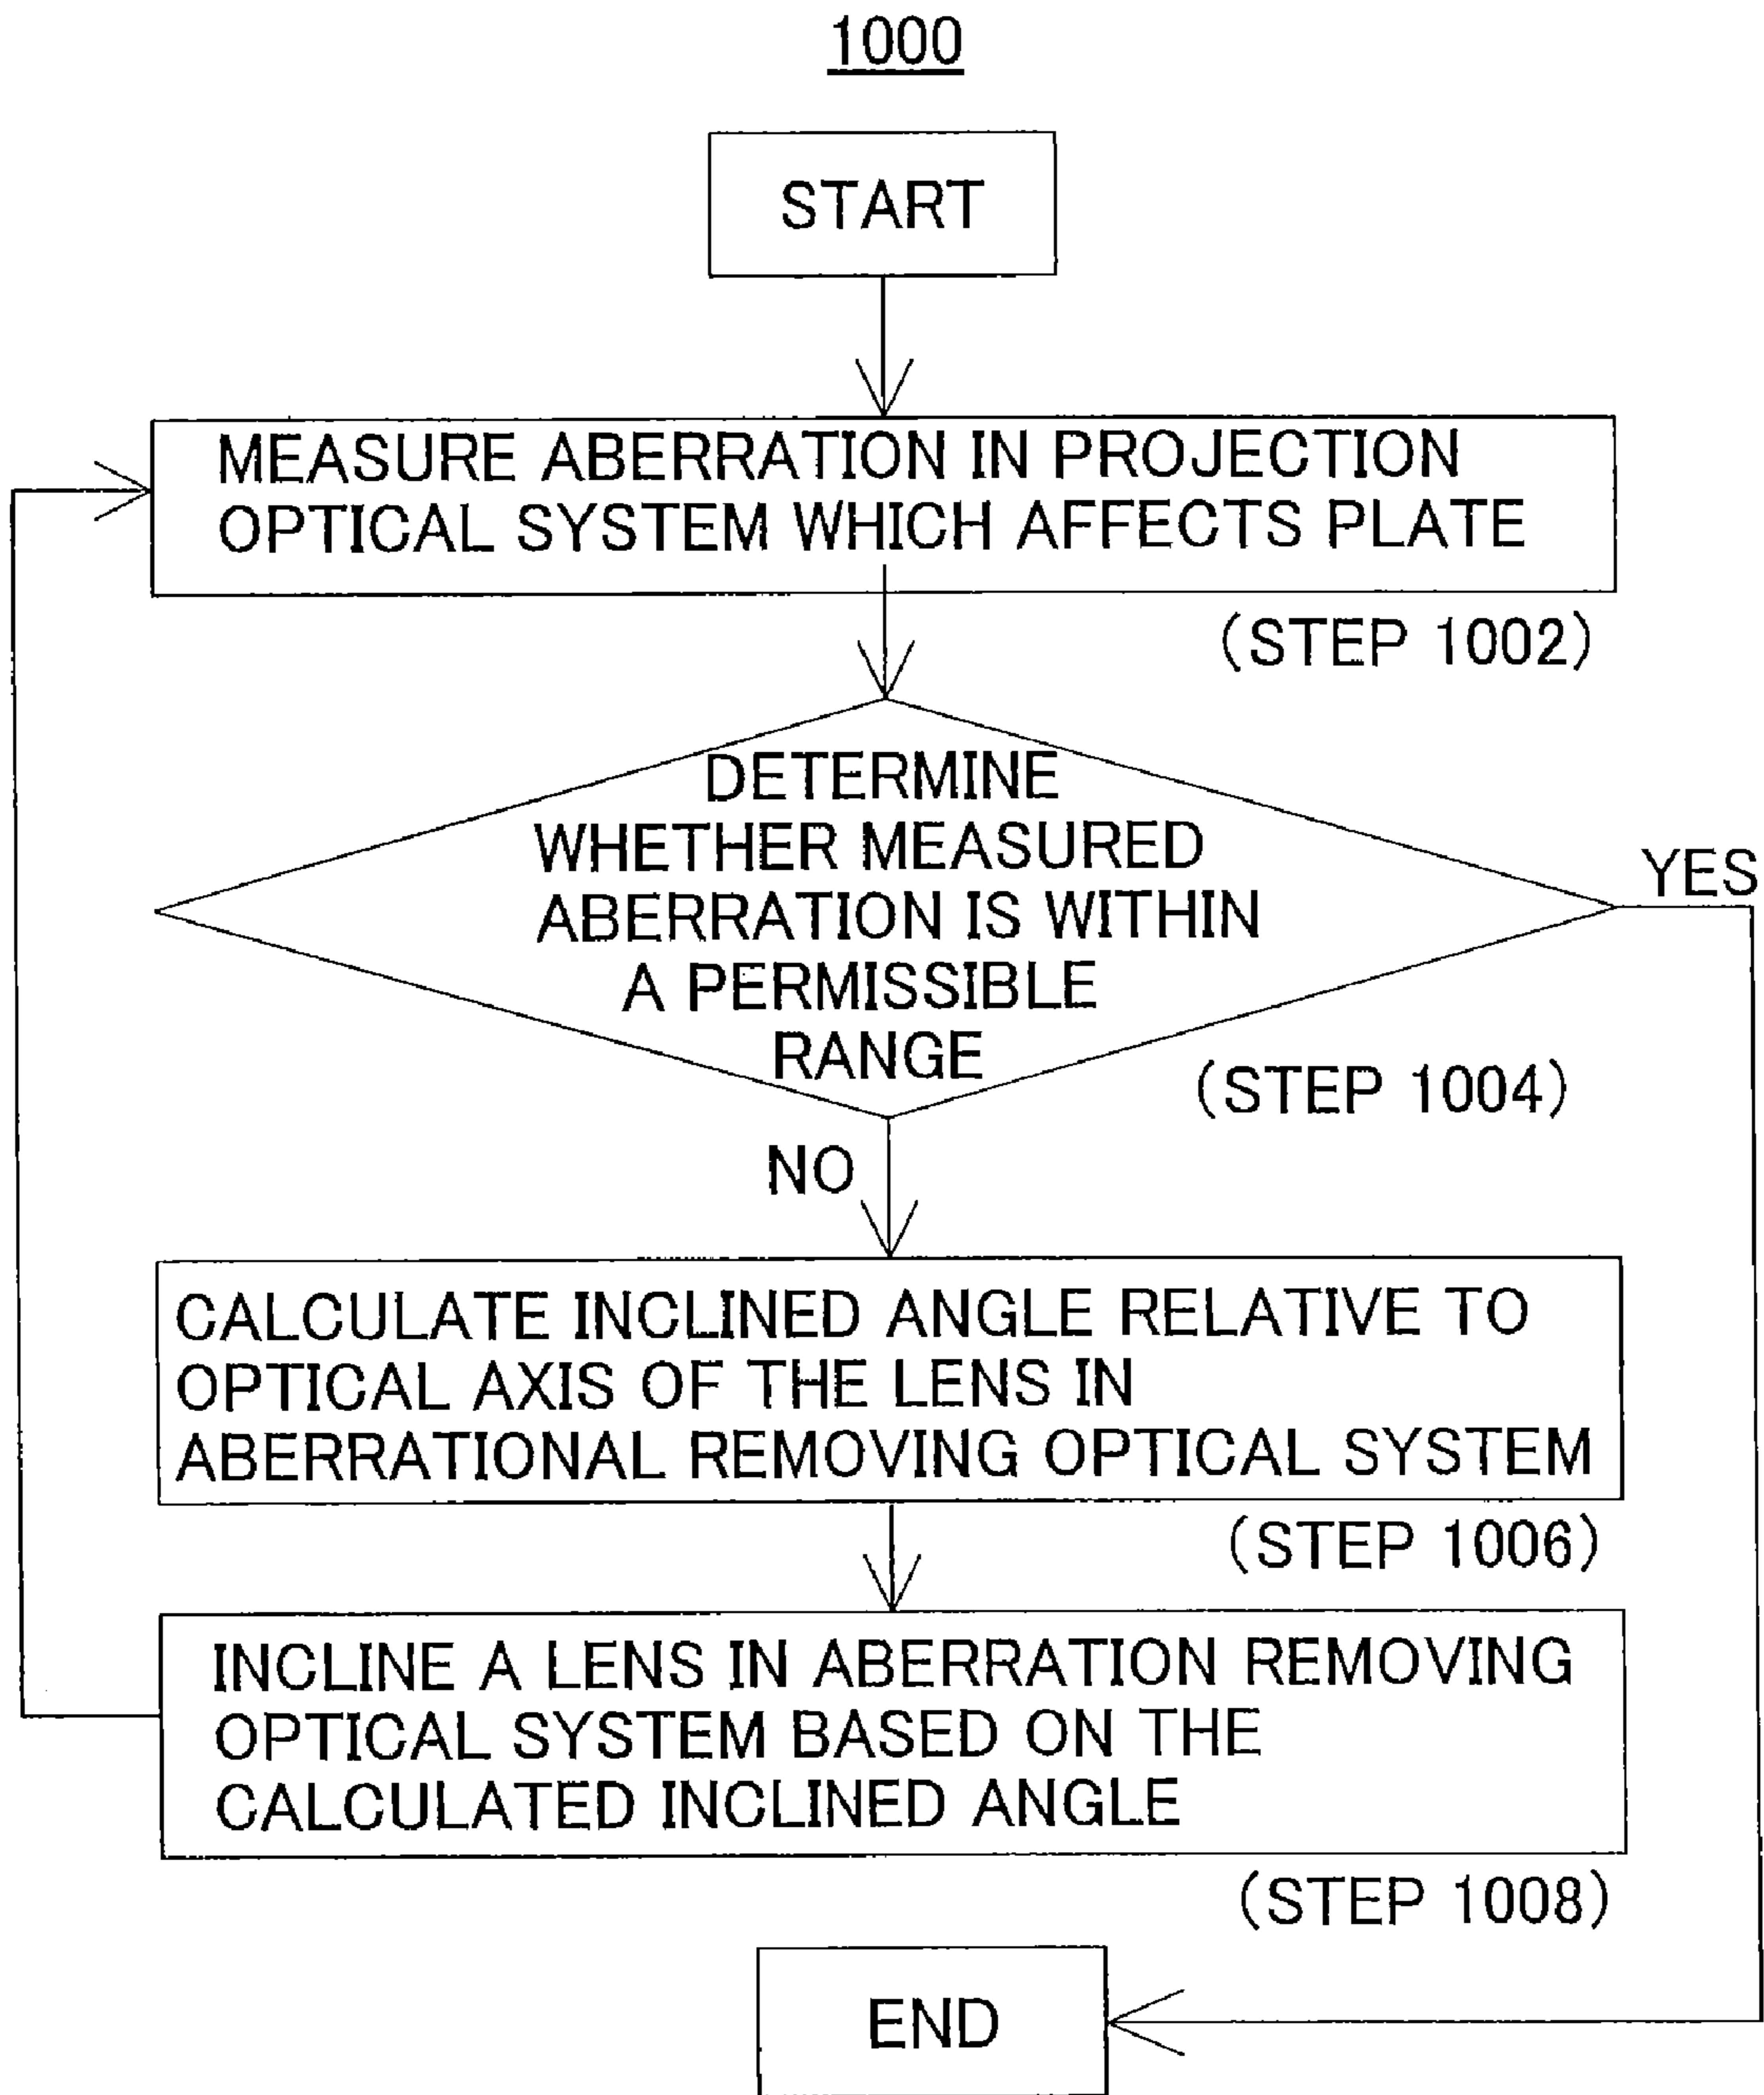 1000
START
MEASURE ABERRATION IN PROJECTION
OPTICAL SYSTEM WHICH AFFECTS PLATE
(STEP 1002)
DETERMINE
WHETHER MEASURED
ABERRATION IS WITHIN
A PERMISSIBLE
RANGE
YES
(STEP 1004)
NO
CALCULATE INCLINED ANGLE RELATIVE TO
OPTICAL AXIS OF THE LENS IN
ABERRATIONAL REMOVING OPTICAL SYSTEM
(STEP 1006)
INCLINE A LENS IN ABERRATION REMOVING
OPTICAL SYSTEM BASED ON THE
CALCULATED INCLINED ANGLE
(STEP 1008)
END